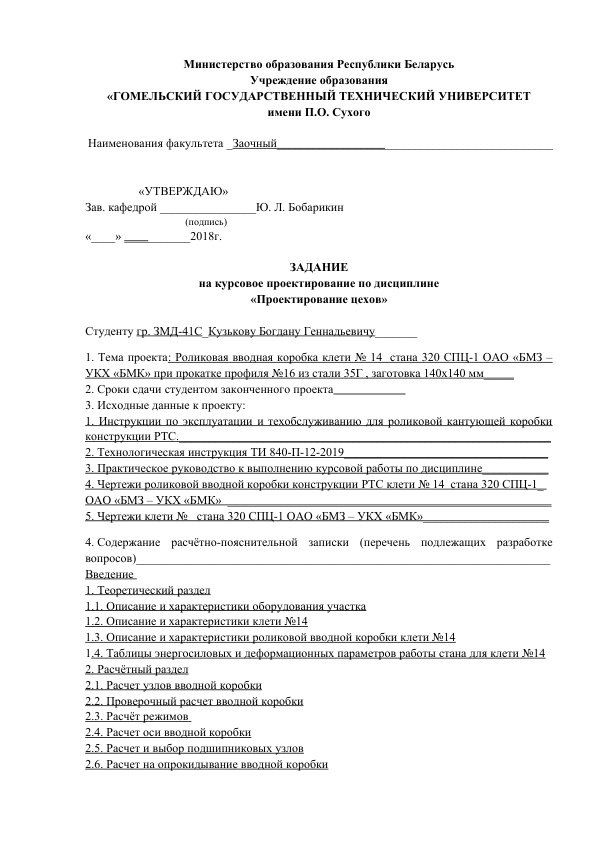 Министерство образования Республики Беларусь
Учреждение образования
«ГОМЕЛЬСКИЙ ГОСУДАРСТВЕННЫЙ ТЕХНИЧЕСКИЙ УНИВЕРСИТЕТ
имени П.О. Сухого
Наименования факультета _Заочный__________________
«УТВЕРЖДАЮ»
Зав. кафедрой ________________Ю. Л. Бобарикин
(подпись)
«____» ___________2018г.
ЗАДАНИЕ
на курсовое проектирование по дисциплине
«Проектирование цехов»
Студенту гр. ЗМД-41С_Кузькову Богдану Геннадьевичу_______
1. Тема проекта: Роликовая вводная коробка клети № 14 стана 320 СПЦ-1 ОАО «БМЗ –
УКХ «БМК» при прокатке профиля №16 из стали 35Г , заготовка 140х140 мм_____
2. Сроки сдачи студентом законченного проекта____________
3. Исходные данные к проекту:
1. Инструкции по эксплуатации и техобслуживанию для роликовой кантующей коробки
конструкции РТС.
2. Технологическая инструкция ТИ 840-П-12-2019
3. Практическое руководство к выполнению курсовой работы по дисциплине
4. Чертежи роликовой вводной коробки конструкции РТС клети № 14 стана 320 СПЦ-1_
ОАО «БМЗ – УКХ «БМК»
5. Чертежи клети № стана 320 СПЦ-1 ОАО «БМЗ – УКХ «БМК»
4. Содержание расчётно-пояснительной записки (перечень подлежащих разработке
вопросов)
Введение
1. Теоретический раздел
1.1. Описание и характеристики оборудования участка
1.2. Описание и характеристики клети №14
1.3. Описание и характеристики роликовой вводной коробки клети №14
1.4. Таблицы энергосиловых и деформационных параметров работы стана для клети №14
2. Расчётный раздел
2.1. Расчет узлов вводной коробки
2.2. Проверочный расчет вводной коробки
2.3. Расчёт режимов
2.4. Расчет оси вводной коробки
2.5. Расчет и выбор подшипниковых узлов
2.6. Расчет на опрокидывание вводной коробки